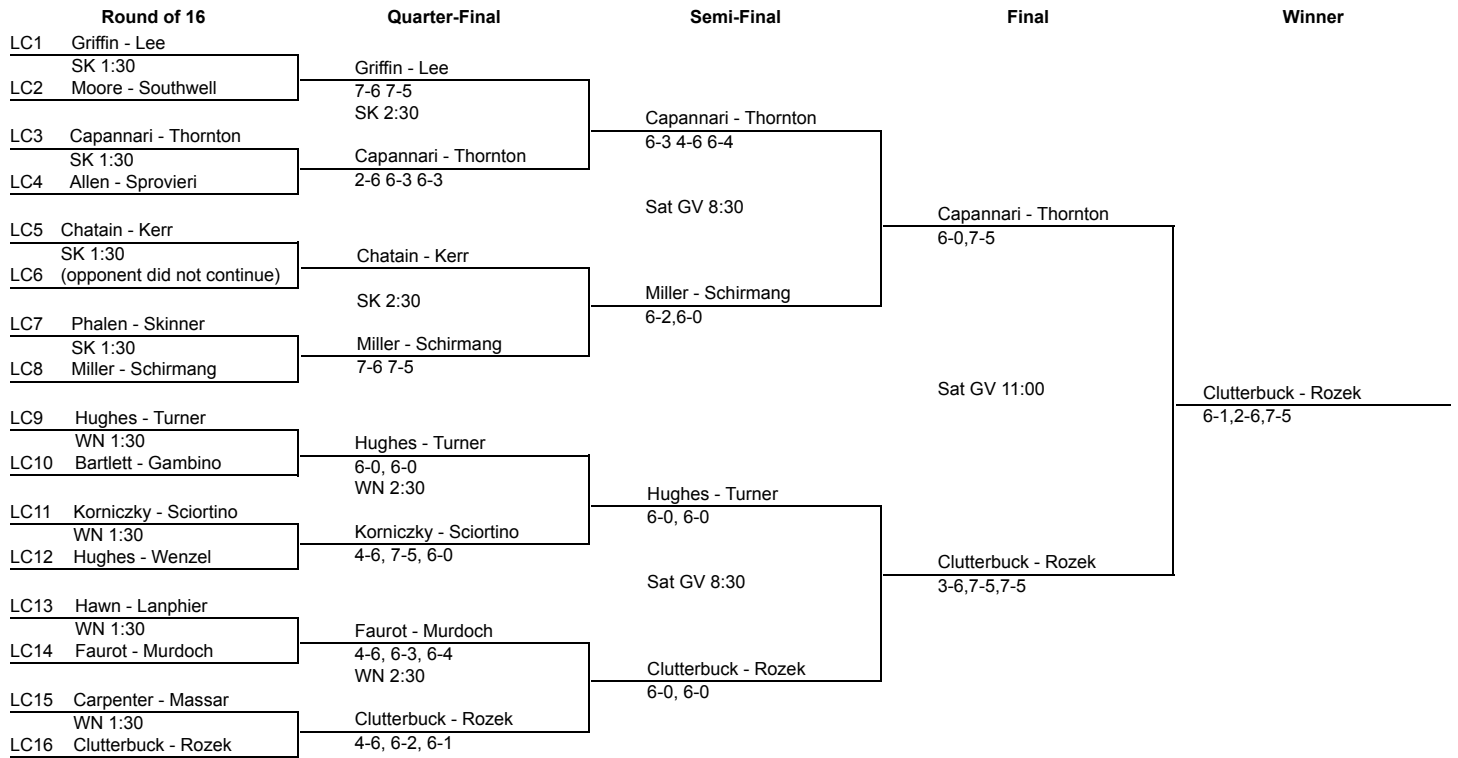 Round of 16 Quarter-Final Semi-Final Final Winner
LC1 Griffin - Lee
SK 1:30
LC2 Moore - Southwell
LC3 Capannari - Thornton
SK 1:30
LC4 Allen - Sprovieri
LC5 Chatain - Kerr
SK 1:30
LC6 (opponent did not continue)
LC7 Phalen - Skinner
SK 1:30
LC8 Miller - Schirmang
LC9 Hughes - Turner
WN 1:30
LC10 Bartlett - Gambino
LC11 Korniczky - Sciortino
WN 1:30
LC12 Hughes - Wenzel
LC13 Hawn - Lanphier
WN 1:30
LC14 Faurot - Murdoch
LC15 Carpenter - Massar
WN 1:30
LC16 Clutterbuck - Rozek
Griffin - Lee
7-6 7-5
SK 2:30
Capannari - Thornton
2-6 6-3 6-3
Chatain - Kerr
SK 2:30
Miller - Schirmang
7-6 7-5
Hughes - Turner
6-0, 6-0
WN 2:30
Korniczky - Sciortino
4-6, 7-5, 6-0
Faurot - Murdoch
4-6, 6-3, 6-4
WN 2:30
Clutterbuck - Rozek
4-6, 6-2, 6-1
Capannari - Thornton
6-3 4-6 6-4
Sat GV 8:30
Miller - Schirmang
6-2,6-0
Hughes - Turner
6-0, 6-0
Sat GV 8:30
Clutterbuck - Rozek
6-0, 6-0
Capannari - Thornton
6-0,7-5
Sat GV 11:00
Clutterbuck - Rozek
3-6,7-5,7-5
Clutterbuck - Rozek
6-1,2-6,7-5